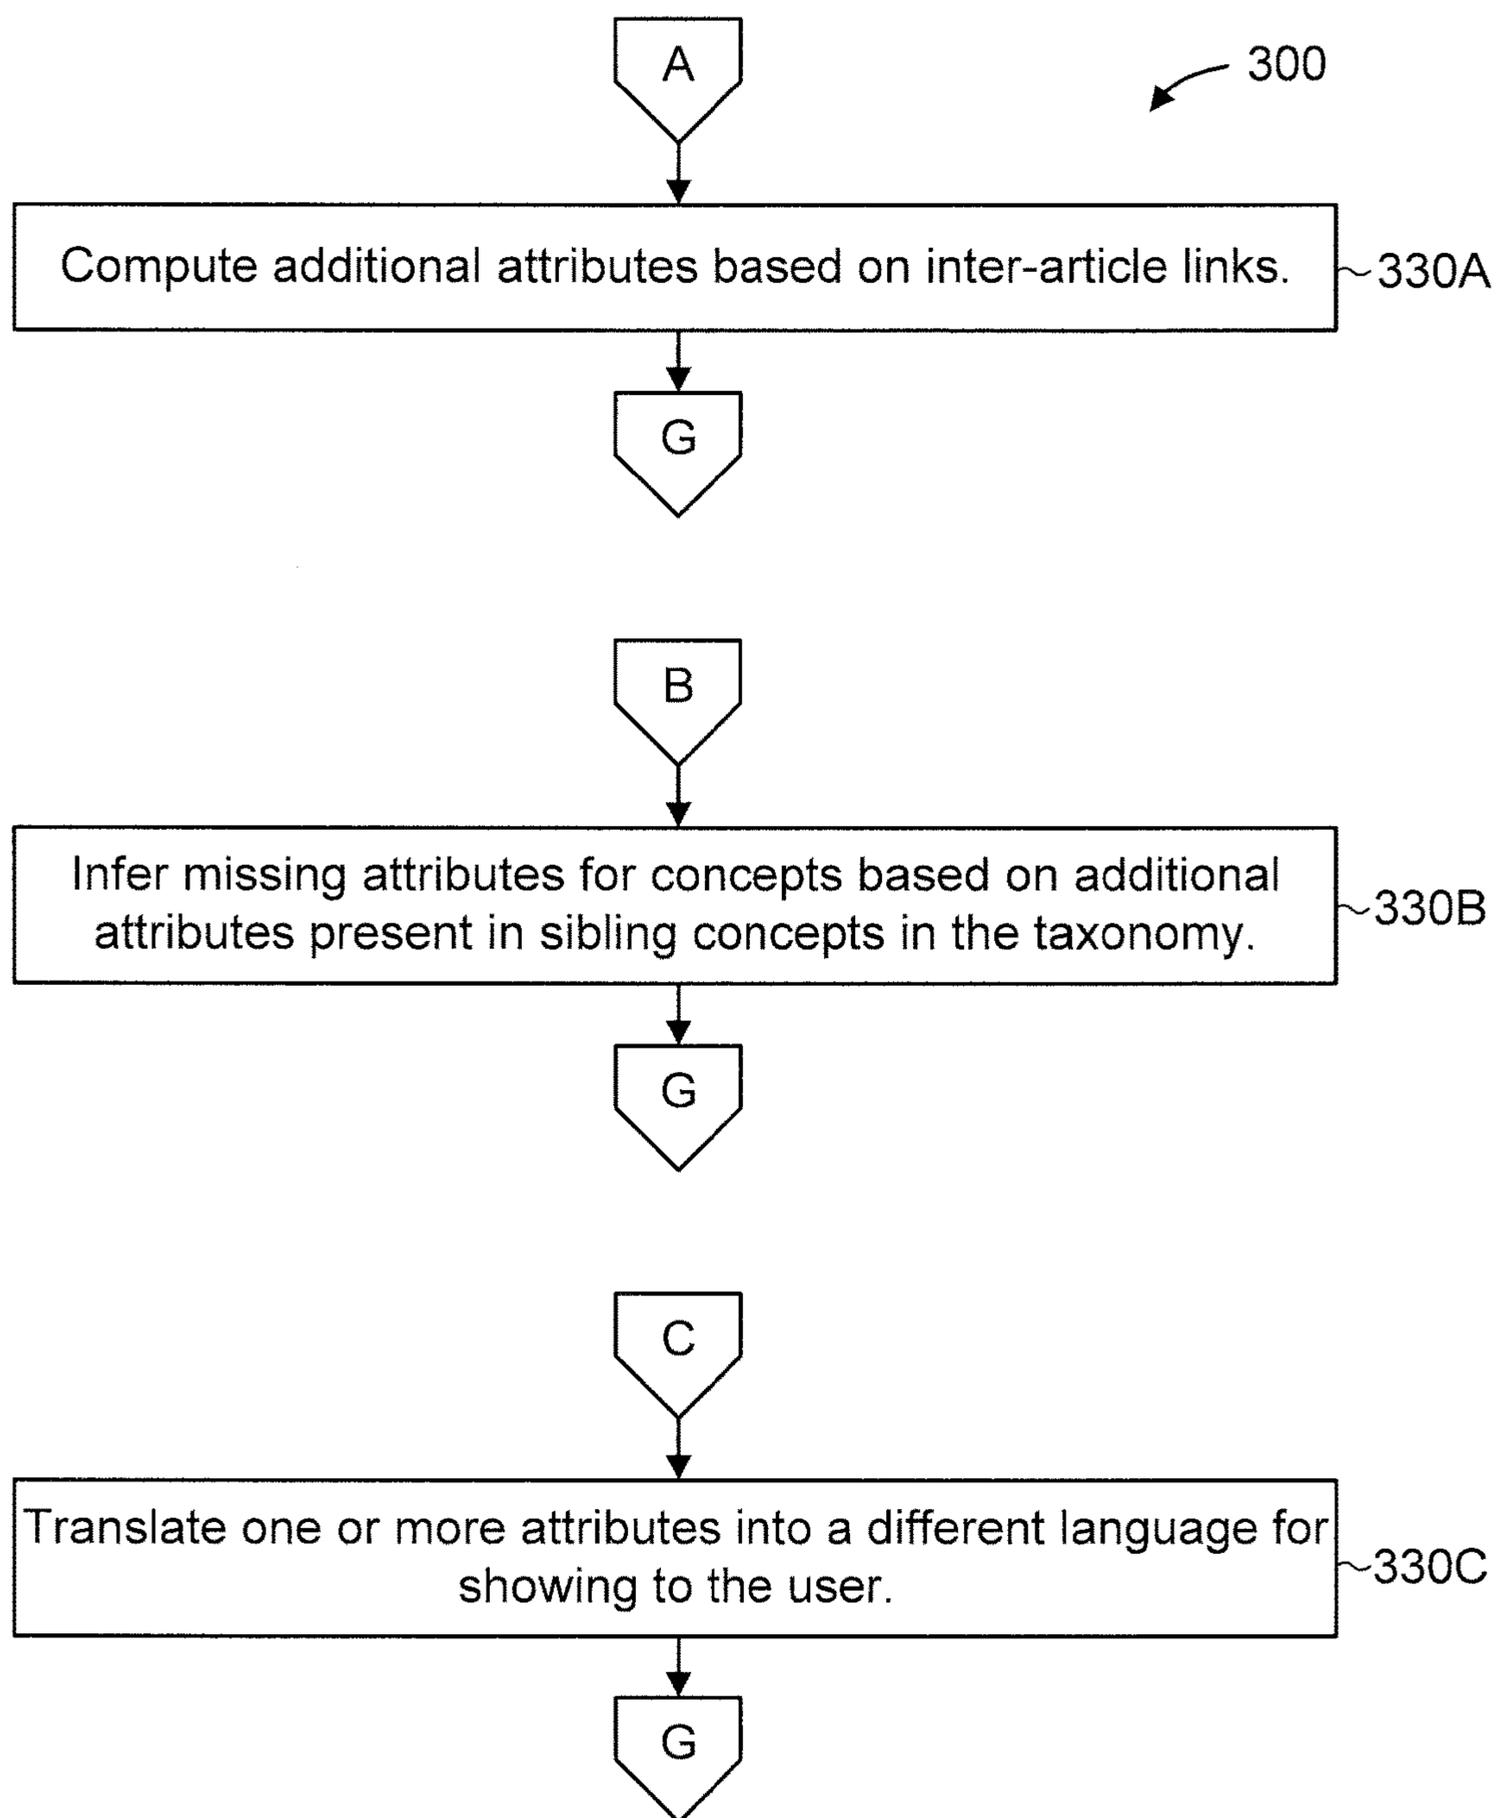 A
300
Compute additional attributes based on inter-article links.
330A
G
B
Infer missing attributes for concepts based on additional
attributes present in sibling concepts in the taxonomy.
330B
G
C
Translate one or more attributes into a different language for
showing to the user.
330C
G